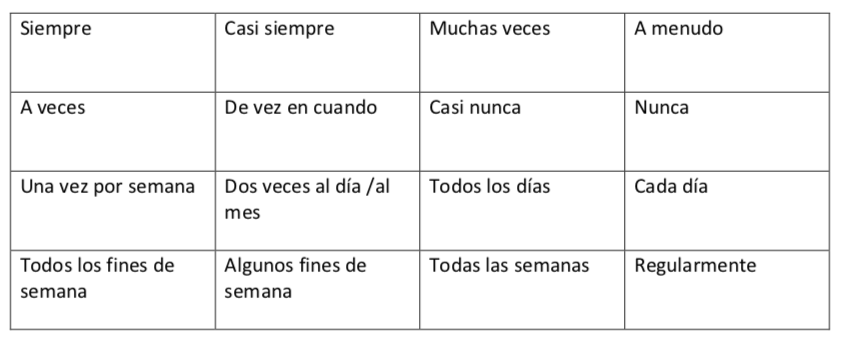 Siempre
Casi siempre
Muchas veces
A menudo
A veces
De vez en cuando
Casi nunca
Nunca
Una vez por semana
Dos veces al día /al
mes
Todos los días
Cada día
Todos los fines de
semana
Algunos fines de
semana
Todas las semanas
Regularmente